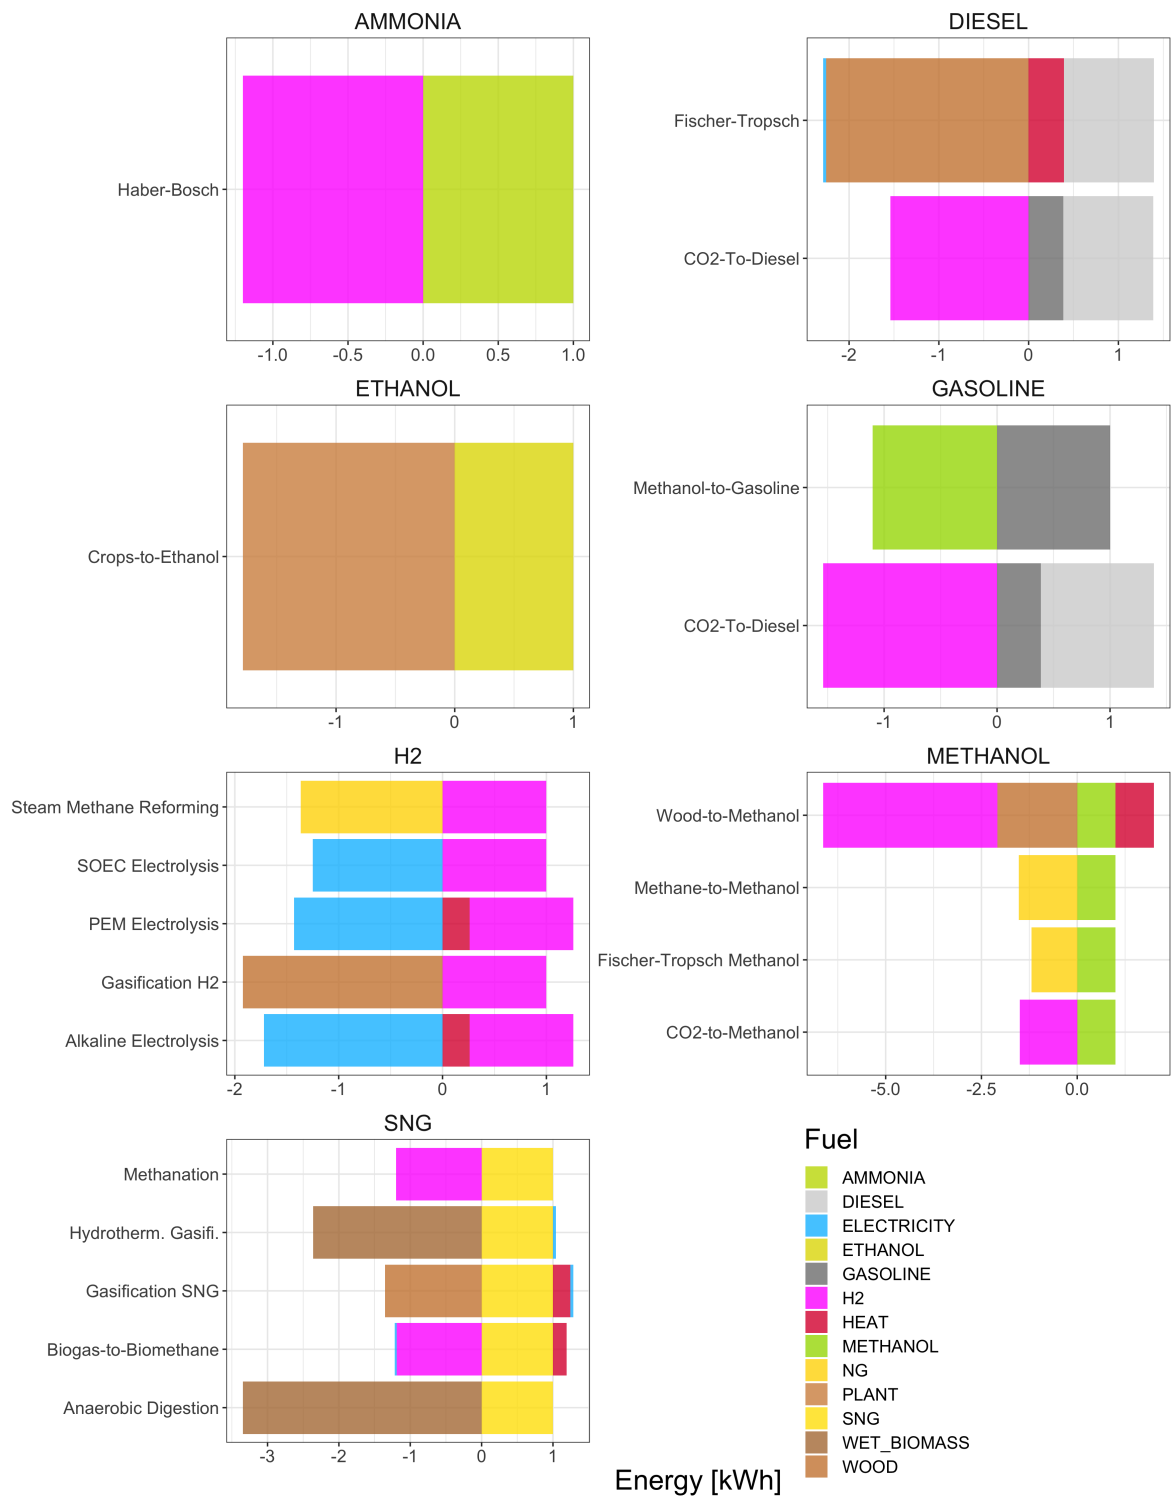 AMMONIA
Haber-Bosch
-1.0 -0.5 0.0 0.5 1.0
DIESEL
Fischer-Tropsch
CO2-To-Diesel
-2 -1 0 1
ETHANOL
Crops-to-Ethanol
-1 0 1
GASOLINE
Methanol-to-Gasoline
CO2-To-Diesel
-1 0 1
H2
Steam Methane Reforming
SOEC Electrolysis
PEM Electrolysis
Gasification H2
Alkaline Electrolysis
-2 -1 0 1
METHANOL
Wood-to-Methanol
Methane-to-Methanol
Fischer-Tropsch Methanol
CO2-to-Methanol
-5.0 -2.5 0.0
SNG
Methanation
Hydrotherm. Gasifi.
Gasification SNG
Biogas-to-Biomethane
Anaerobic Digestion
-3 -2 -1 0 1
Energy [kWh]
Fuel
AMMONIA
DIESEL
ELECTRICITY
ETHANOL
GASOLINE
H2
HEAT
METHANOL
NG
PLANT
SNG
WET_BIOMASS
WOOD